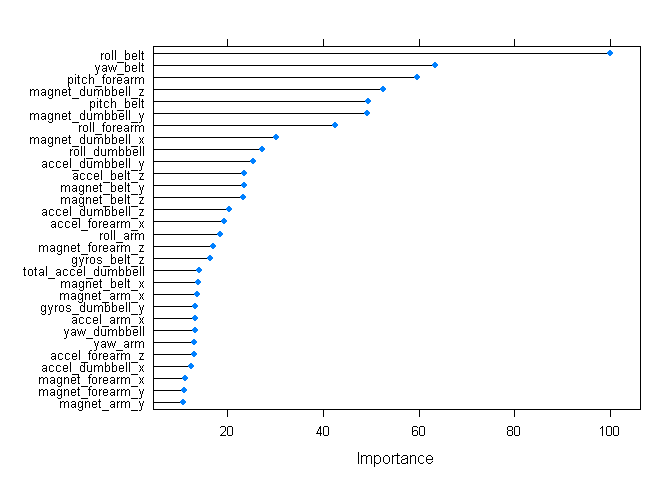 roll_belt
yaw_belt
pitch_forearm
magnet_dumbbell_z
pitch_belt
magnet_dumbbell_y
roll_forearm
magnet_dumbbell_x
roll_dumbbell
accel_dumbbell_y
accel_belt_z
magnet_belt_y
magnet_belt_z
accel_dumbbell_z
accel_forearm_x
roll_arm
magnet_forearm_z
gyros_belt_z
total_accel_dumbbell
magnet_belt_x
magnet_arm_x
gyros_dumbbell_y
accel_arm_x
yaw_dumbbell
yaw_arm
accel_forearm_z
accel_dumbbell_x
magnet_forearm_x
magnet_forearm_y
magnet_arm_y
20 40 60 80 100
Importance